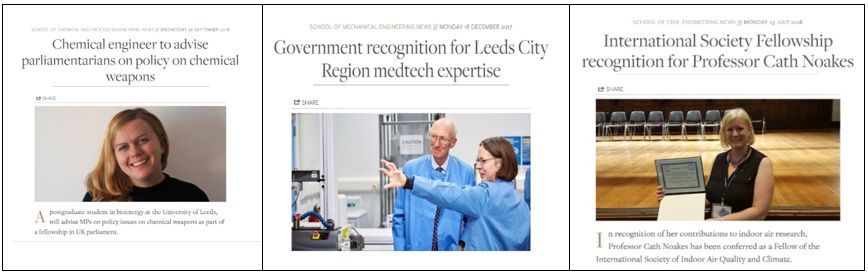 SCHOOL OF CHEMICAL AND PROCESS ENGINEERING NEWS // WEDNESDAY 26 SEPTEMBER 2018
Chemical engineer to advise
parliamentarians on policy on chemical
weapons
SHARE
A postgraduate student in bioenergy at the University of Leeds,
will advise MPs on policy issues on chemical weapons as part of
a fellowship in UK parliament.
SCHOOL OF MECHANICAL ENGINEERING NEWS // MONDAY 18 DECEMBER 2017
Government recognition for Leeds City
Region medtech expertise
SHARE
CAUTION
SCHOOL OF CIVIL ENGINEERING NEWS // MONDAY 23 JULY 2018
International Society Fellowship
recognition for Professor Cath Noakes
SHARE
In recognition of her contributions to indoor air research,
Professor Cath Noakes has been conferred as a Fellow of the
International Society of Indoor Air Quality and Climate.